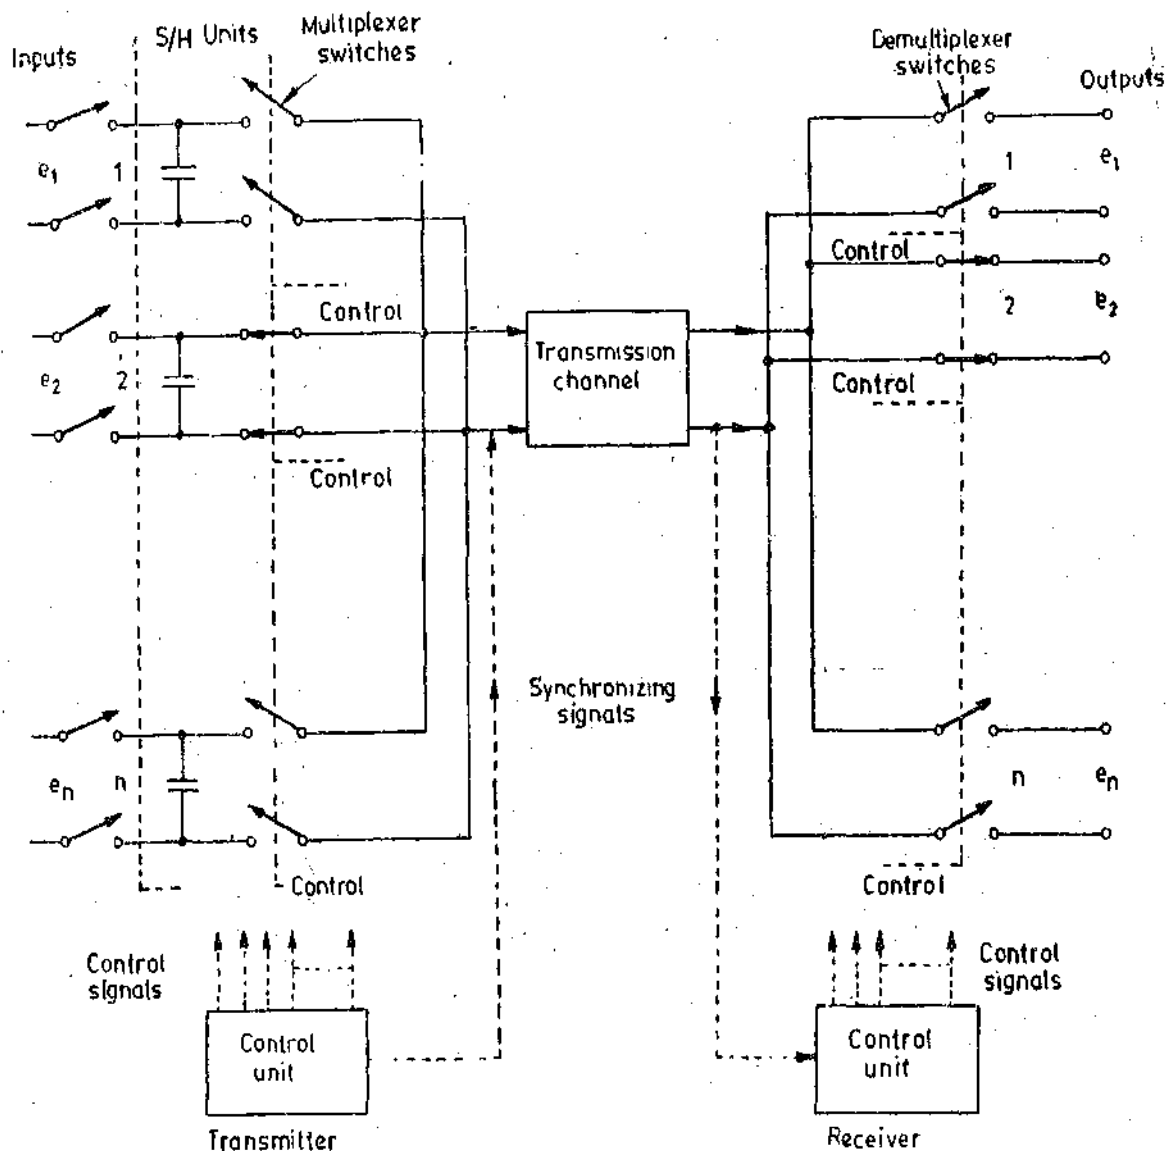 Inputs
S/H Units
Multiplexer
switches
Demultiplexer
switches
Outputs
e1
1
1
e1
Control
Control
2
e2
e2
2
Transmission
channel
Control
Control
Synchronizing
signals
en
n
n
en
Control
Control
Control
signals
Control
signals
Control
unit
Control
unit
Transmitter
Receiver